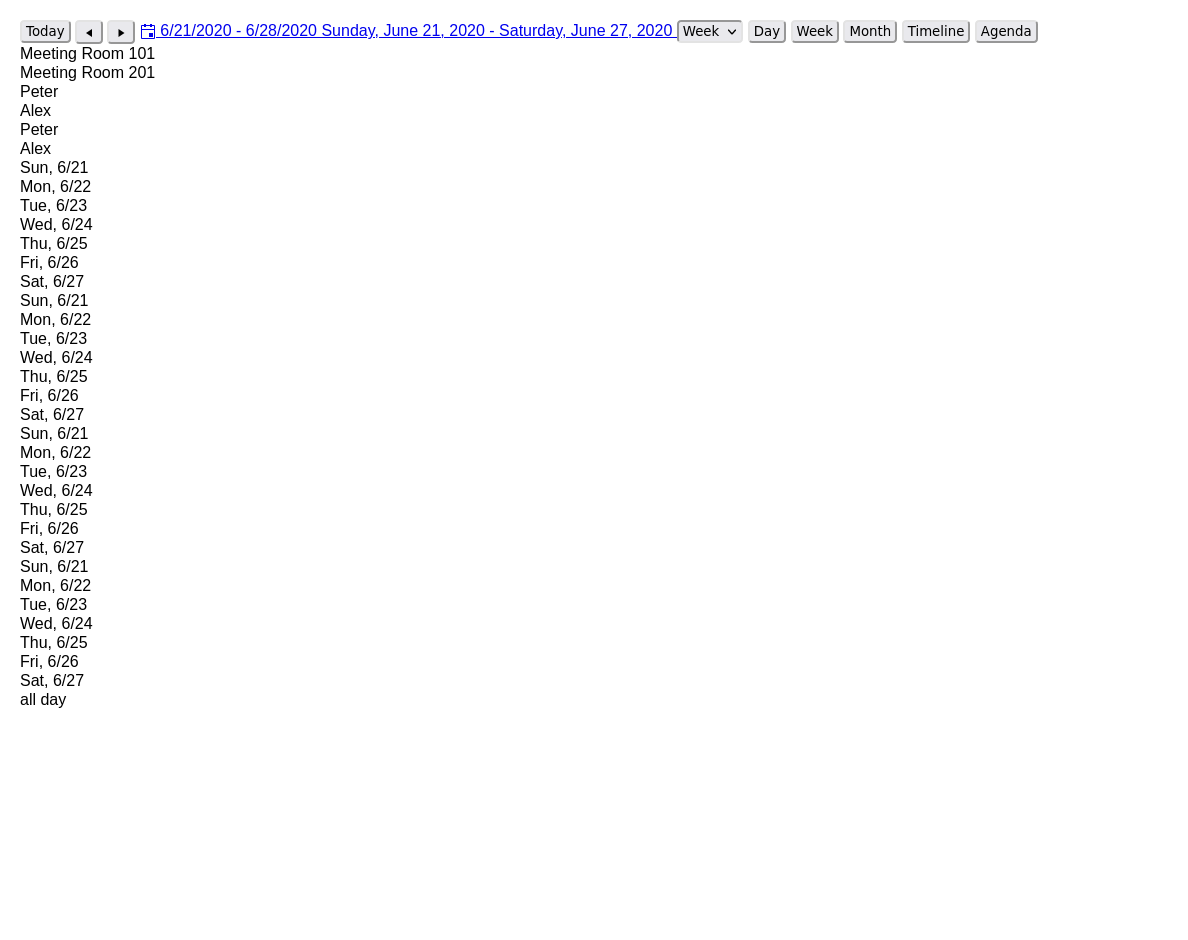 Today 6/21/2020 - 6/28/2020 Sunday, June 21, 2020 - Saturday, June 27, 2020 Week Day Week Month Timeline Agenda
Meeting Room 101
Meeting Room 201
Peter
Alex
Peter
Alex
Sun, 6/21
Mon, 6/22
Tue, 6/23
Wed, 6/24
Thu, 6/25
Fri, 6/26
Sat, 6/27
Sun, 6/21
Mon, 6/22
Tue, 6/23
Wed, 6/24
Thu, 6/25
Fri, 6/26
Sat, 6/27
Sun, 6/21
Mon, 6/22
Tue, 6/23
Wed, 6/24
Thu, 6/25
Fri, 6/26
Sat, 6/27
Sun, 6/21
Mon, 6/22
Tue, 6/23
Wed, 6/24
Thu, 6/25
Fri, 6/26
Sat, 6/27
all day